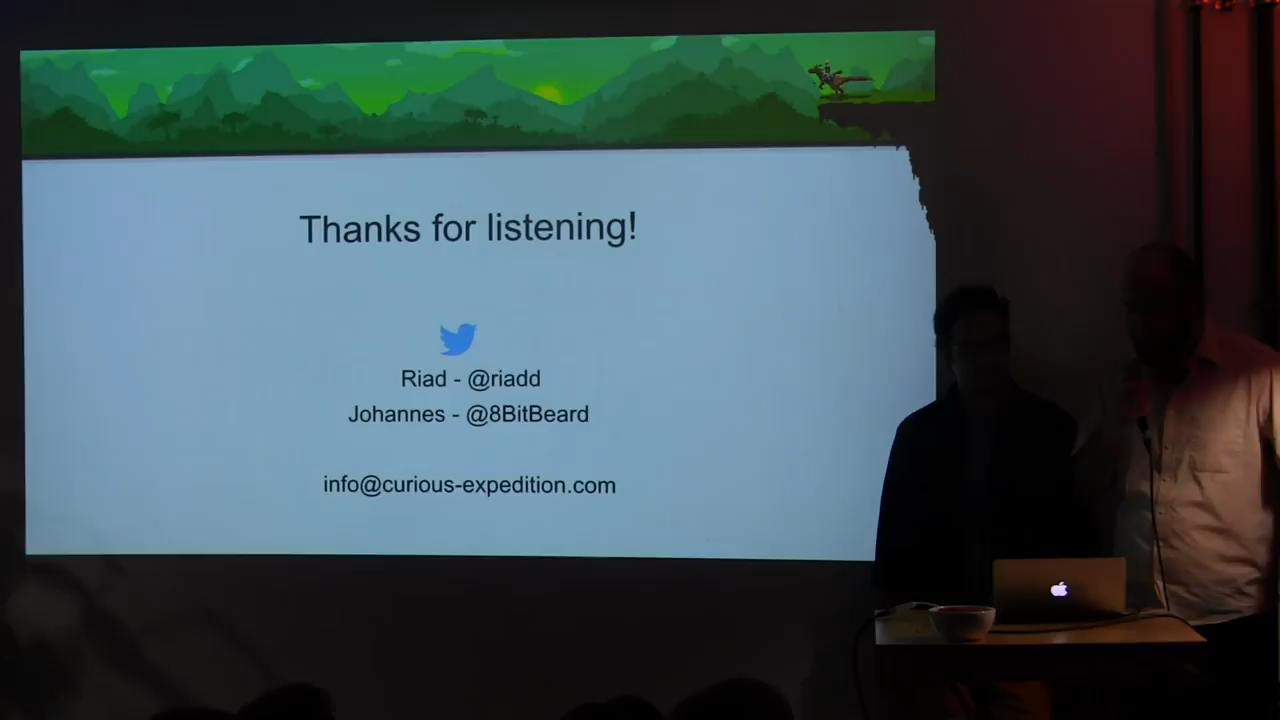 Thanks for listening!
Riad - @riadd
Johannes - @8BitBeard
info@curious-expedition.com